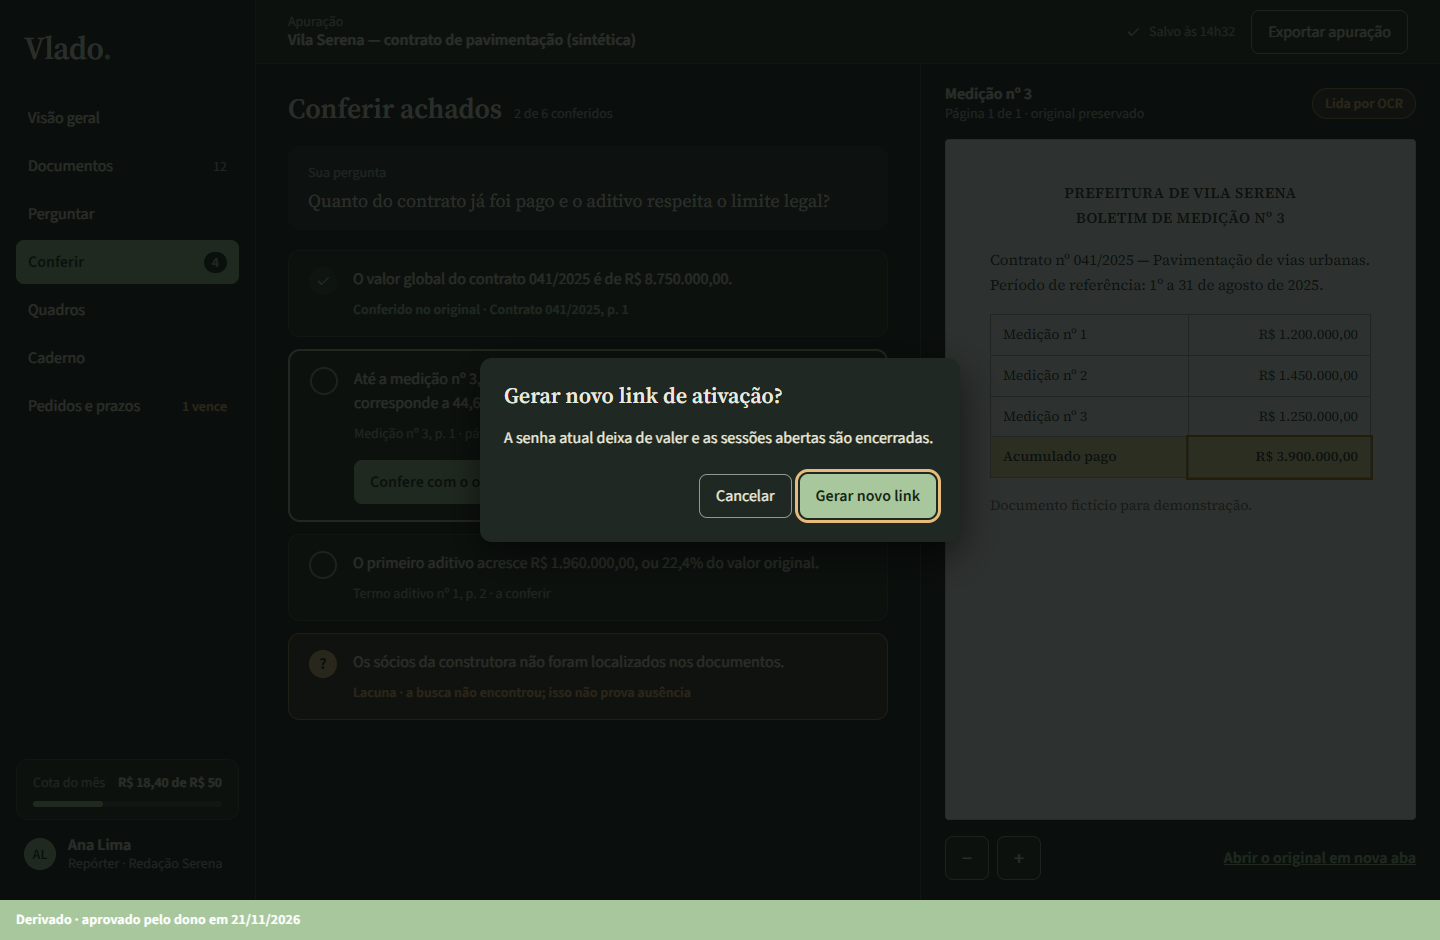 Vlado.
Visão geral
Documentos 12
Perguntar
Conferir 4
Quadros
Caderno
Pedidos e prazos 1 vence
Cota do mês R$ 18,40 de R$ 50
AL
Ana Lima
Repórter · Redação Serena
Apuração
Vila Serena — contrato de pavimentação (sintética)
Salvo às 14h32
Exportar apuração
Conferir achados 2 de 6 conferidos
Sua pergunta
Quanto do contrato já foi pago e o aditivo respeita o limite legal?
O valor global do contrato 041/2025 é de R$ 8.750.000,00.
Conferido no original · Contrato 041/2025, p. 1
Até a medição nº 3,
corresponde a 44,6
Medição nº 3, p. 1 · pá
Confere com o o
Gerar novo link de ativação?
A senha atual deixa de valer e as sessões abertas são encerradas.
Cancelar
Gerar novo link
O primeiro aditivo acresce R$ 1.960.000,00, ou 22,4% do valor original.
Termo aditivo nº 1, p. 2 · a conferir
?
Os sócios da construtora não foram localizados nos documentos.
Lacuna · a busca não encontrou; isso não prova ausência
Medição nº 3
Página 1 de 1 · original preservado
Lida por OCR
PREFEITURA DE VILA SERENA
BOLETIM DE MEDIÇÃO Nº 3
Contrato nº 041/2025 — Pavimentação de vias urbanas.
Período de referência: 1º a 31 de agosto de 2025.
Medição nº 1 R$ 1.200.000,00
Medição nº 2 R$ 1.450.000,00
Medição nº 3 R$ 1.250.000,00
Acumulado pago R$ 3.900.000,00
Documento fictício para demonstração.
− +
Abrir o original em nova aba
Derivado · aprovado pelo dono em 21/11/2026